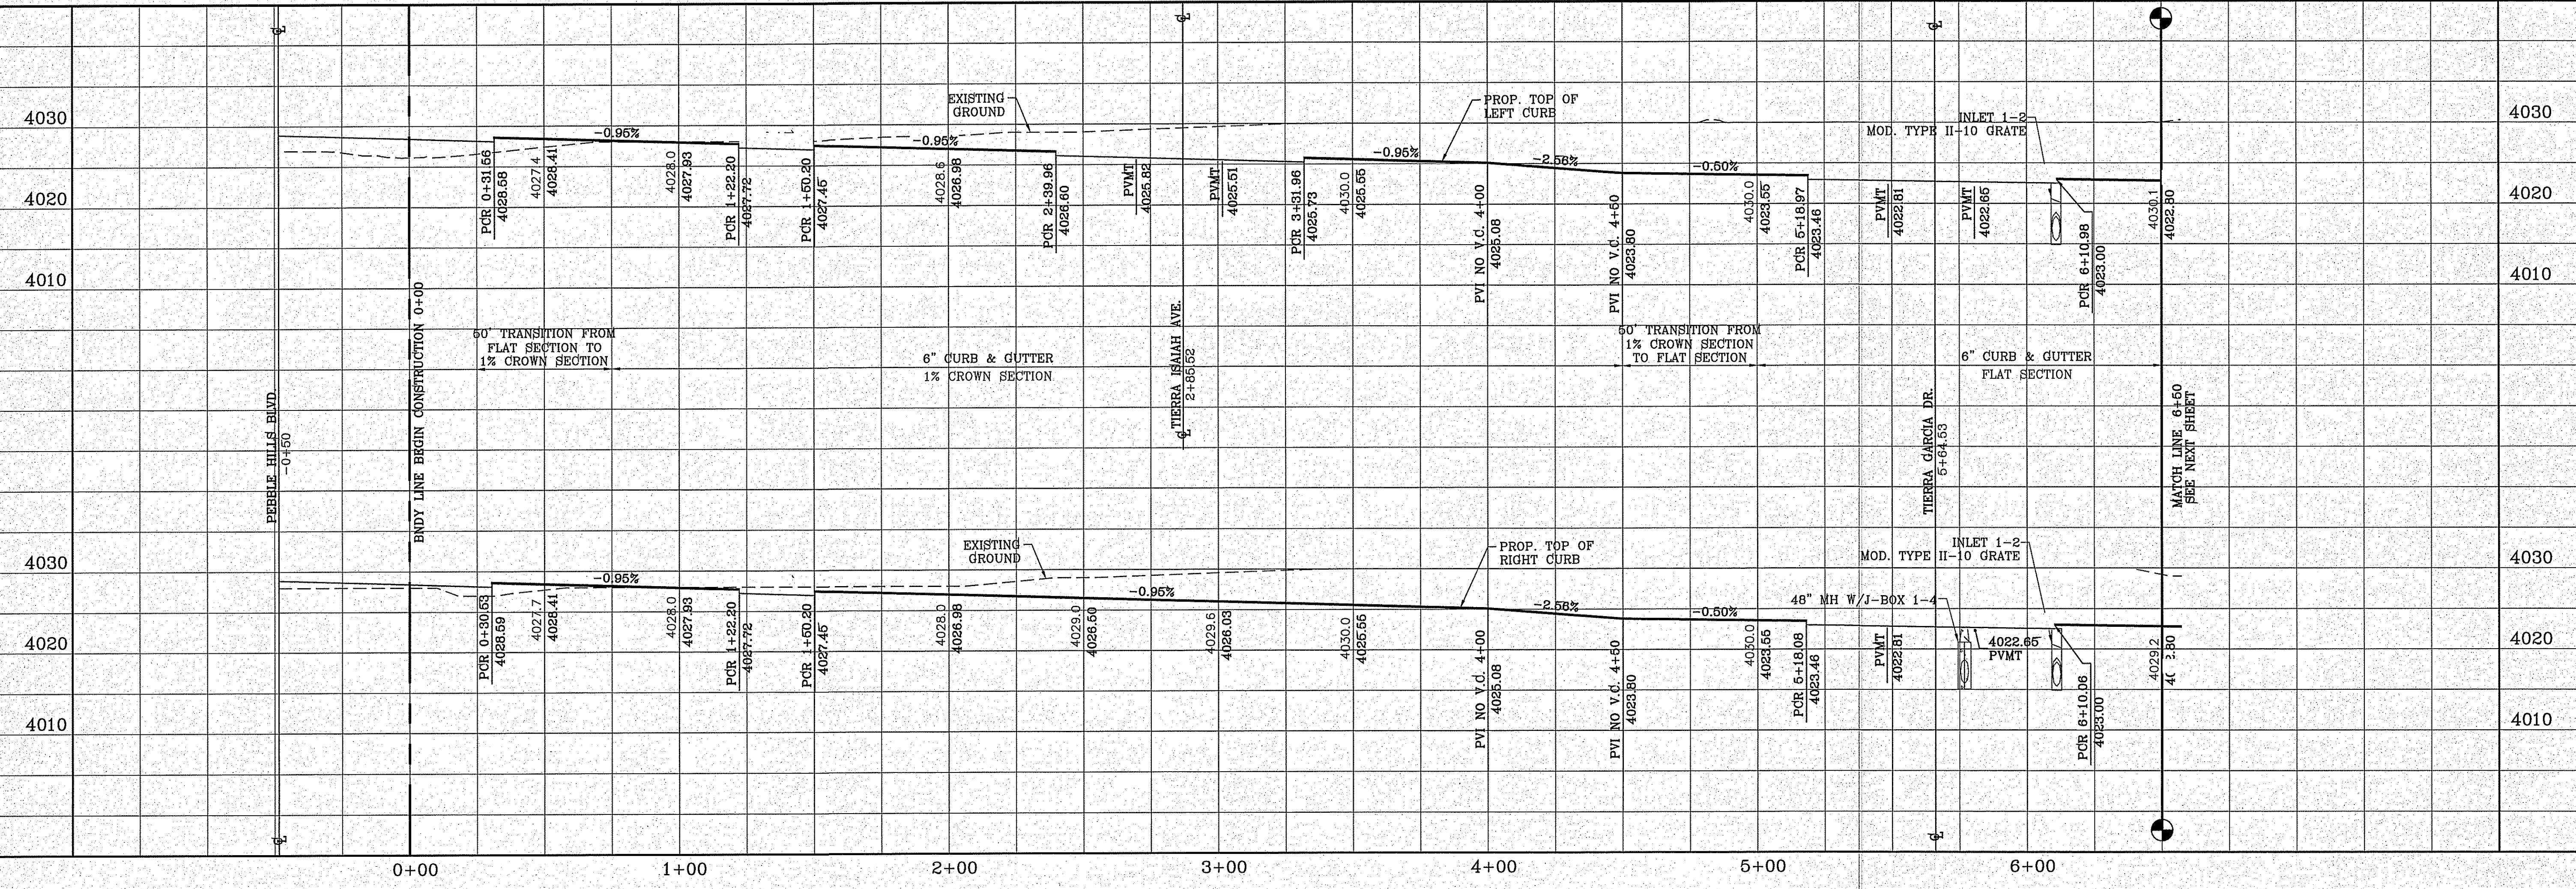 EXISTING
GROUND
PROP. TOP OF
LEFT CURB
INLET 1-2
MOD. TYPE II-10 GRATE
4030
4030
-0.95%
-0.95%
-0.95%
-2.56%
-0.50%
PCR 0+31.56
4028.58
4027.4
4028.41
4028.0
4027.93
PCR 1+22.20
4027.72
PCR 1+50.20
4027.45
4028.6
4026.98
PCR 2+39.96
4026.60
PVMT
4025.82
PVMT
4025.51
PCR 3+31.96
4025.73
4030.0
4025.55
PVI NO V.C. 4+00
4025.08
PVI NO V.C. 4+50
4023.80
4030.0
4023.55
PCR 5+18.97
4023.46
PVMT
4022.81
PVMT
4022.65
PCR 6+10.98
4023.00
4030.1
4022.80
4020
4020
4010
4010
50' TRANSITION FROM
FLAT SECTION TO
1% CROWN SECTION
6" CURB & GUTTER
1% CROWN SECTION
50' TRANSITION FROM
1% CROWN SECTION
TO FLAT SECTION
6" CURB & GUTTER
FLAT SECTION
PEBBLE HILLS BLVD.
-0+50
BNDY LINE BEGIN CONSTRUCTION 0+00
TIERRA ISAIAH AVE.
2+85.52
TIERRA GARCIA DR.
5+64.53
MATCH LINE 6+50
SEE NEXT SHEET
EXISTING
GROUND
PROP. TOP OF
RIGHT CURB
INLET 1-2
MOD. TYPE II-10 GRATE
48" MH W/J-BOX 1-4
4030
4030
-0.95%
-0.95%
-2.56%
-0.50%
PCR 0+30.53
4028.59
4027.7
4028.41
4028.0
4027.93
PCR 1+22.20
4027.72
PCR 1+50.20
4027.45
4028.0
4026.98
4029.0
4026.50
4029.6
4026.03
4030.0
4025.55
PVI NO V.C. 4+00
4025.08
PVI NO V.C. 4+50
4023.80
4030.0
4023.55
PCR 5+18.08
4023.46
PVMT
4022.81
4022.65
PVMT
PCR 6+10.06
4023.00
4029.2
4020
4020
4010
4010
0+00
1+00
2+00
3+00
4+00
5+00
6+00